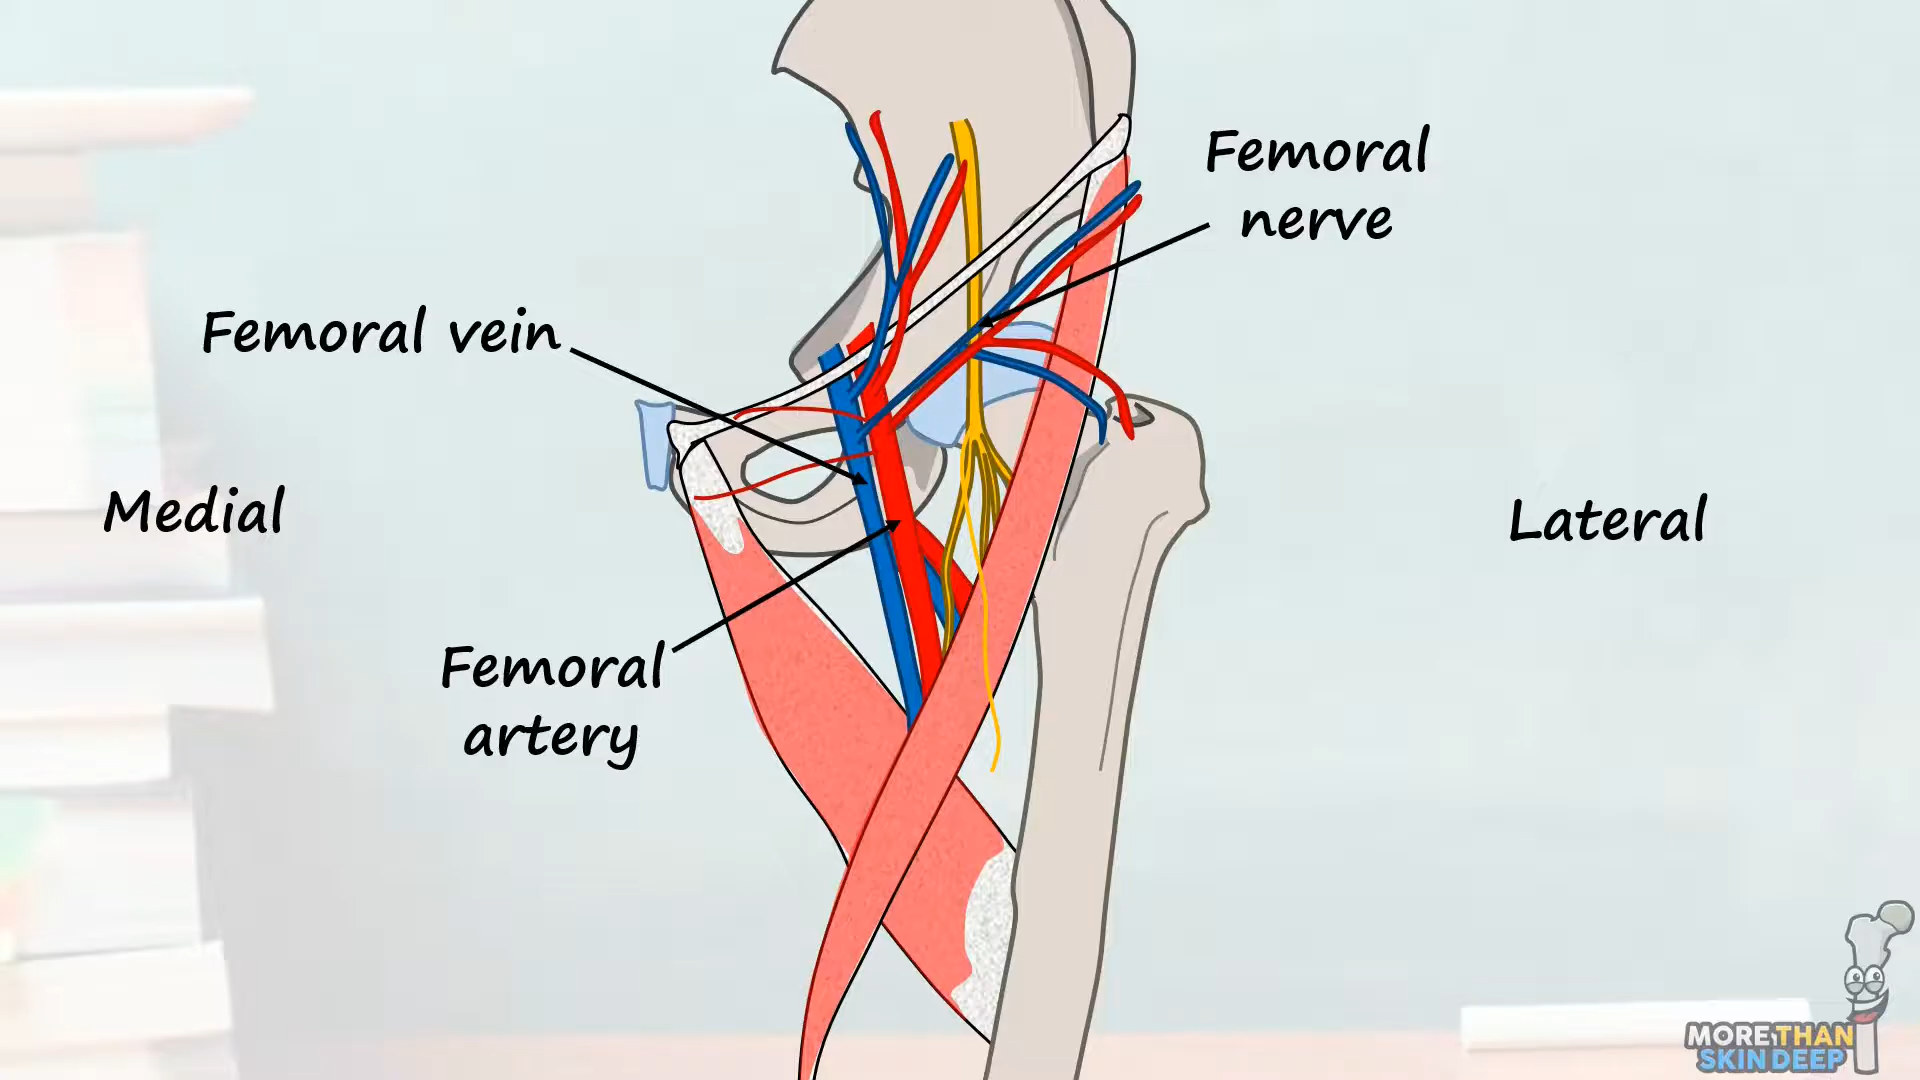 Femoral
nerve
Femoral vein
Medial
Lateral
Femoral
artery
MORE THAN
SKIN DEEP